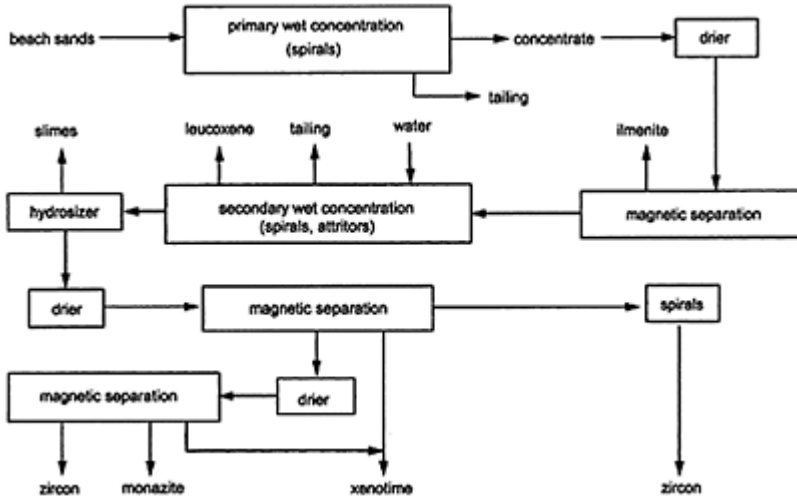 primary wet concentration
(spirals)
beach sands
concentrate
drier
tailing
slimes
leucoxene
tailing
water
ilmenite
hydrosizer
secondary wet concentration
(spirals, attritors)
magnetic separation
drier
magnetic separation
spirals
magnetic separation
drier
zircon
monazite
xenotime
zircon